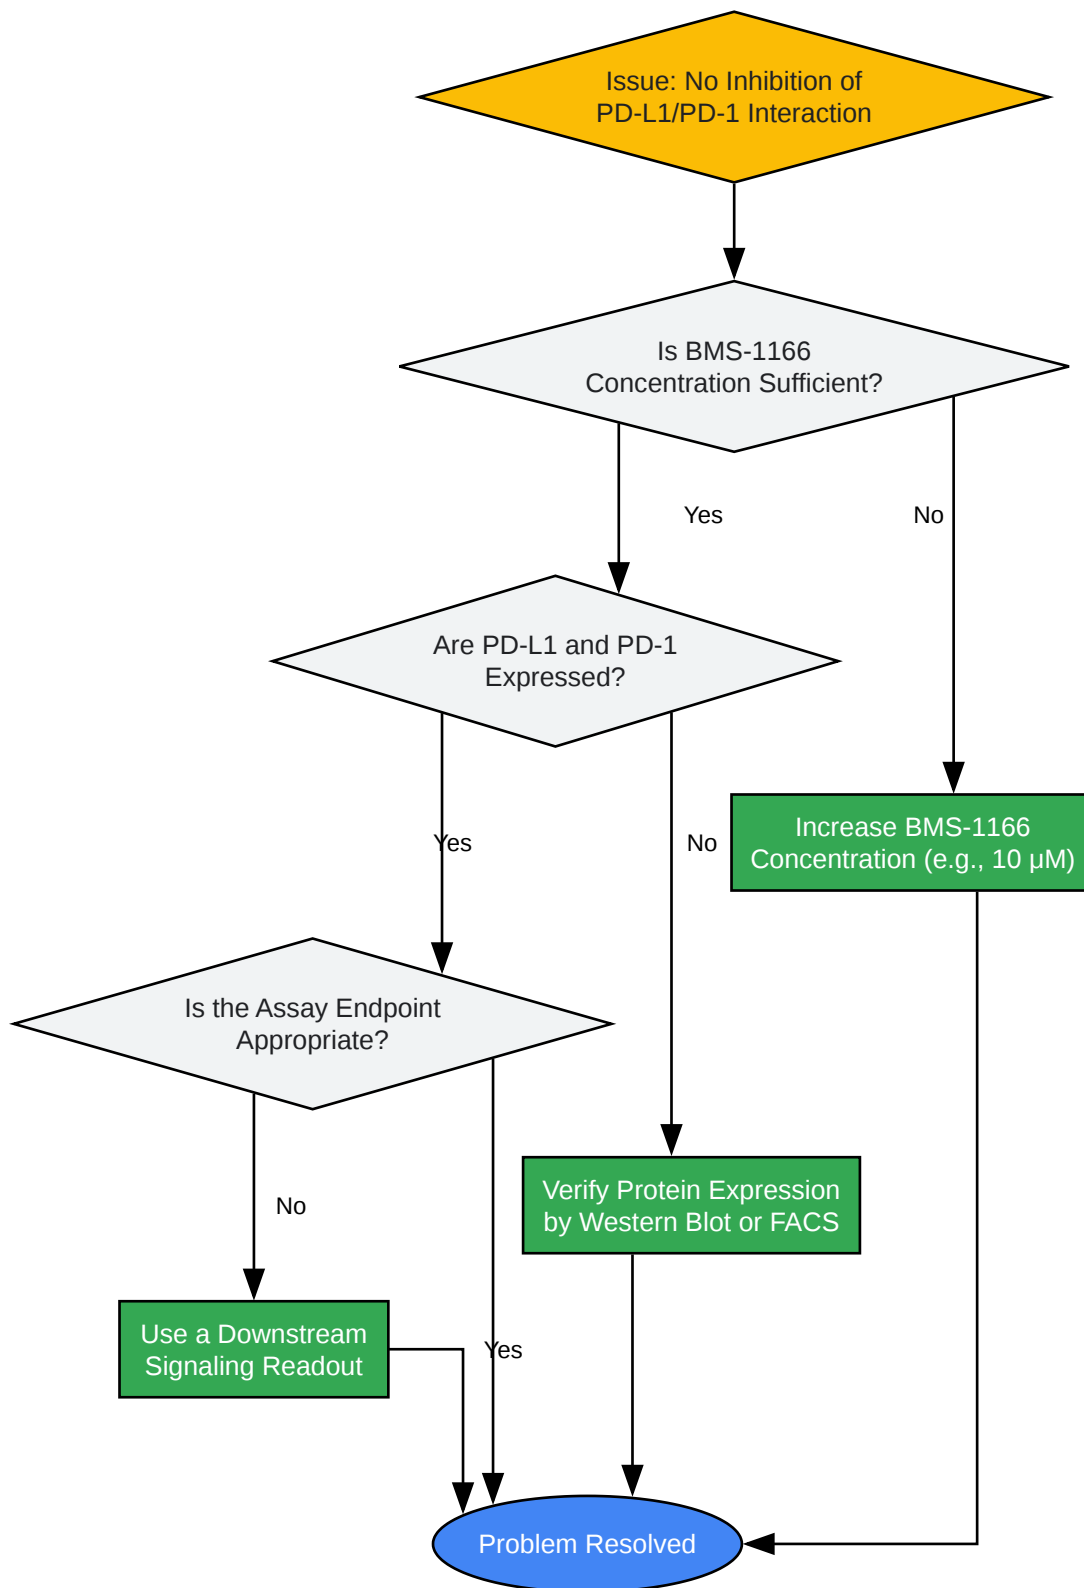 Issue: No Inhibition of
PD-L1/PD-1 Interaction
Is BMS-1166
Concentration Sufficient?
Yes
No
Are PD-L1 and PD-1
Expressed?
Increase BMS-1166
Concentration (e.g., 10 μM)
Yes
No
Is the Assay Endpoint
Appropriate?
Verify Protein Expression
by Western Blot or FACS
No
Use a Downstream
Signaling Readout
Yes
Problem Resolved